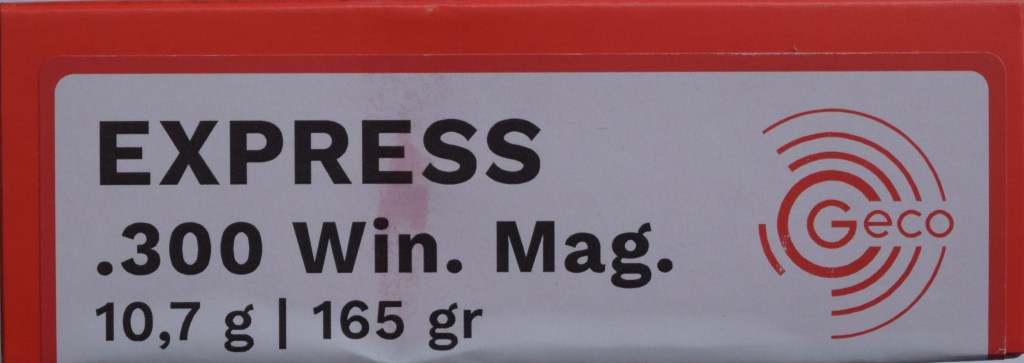 EXPRESS
.300 Win. Mag.
10,7 g | 165 gr
Geco